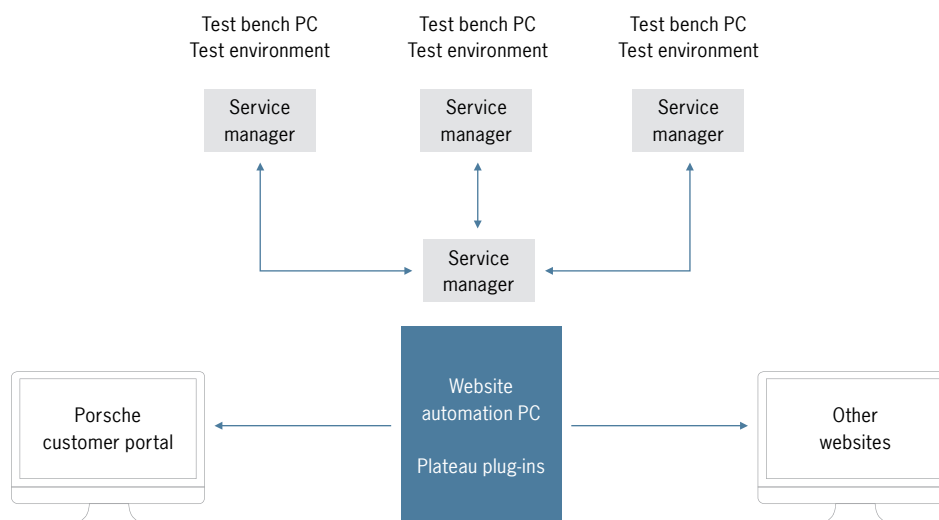 Test bench PC
Test environment
Test bench PC
Test environment
Test bench PC
Test environment
Service
manager
Service
manager
Service
manager
Service
manager
Porsche
customer portal
Website
automation PC
Plateau plug-ins
Other
websites